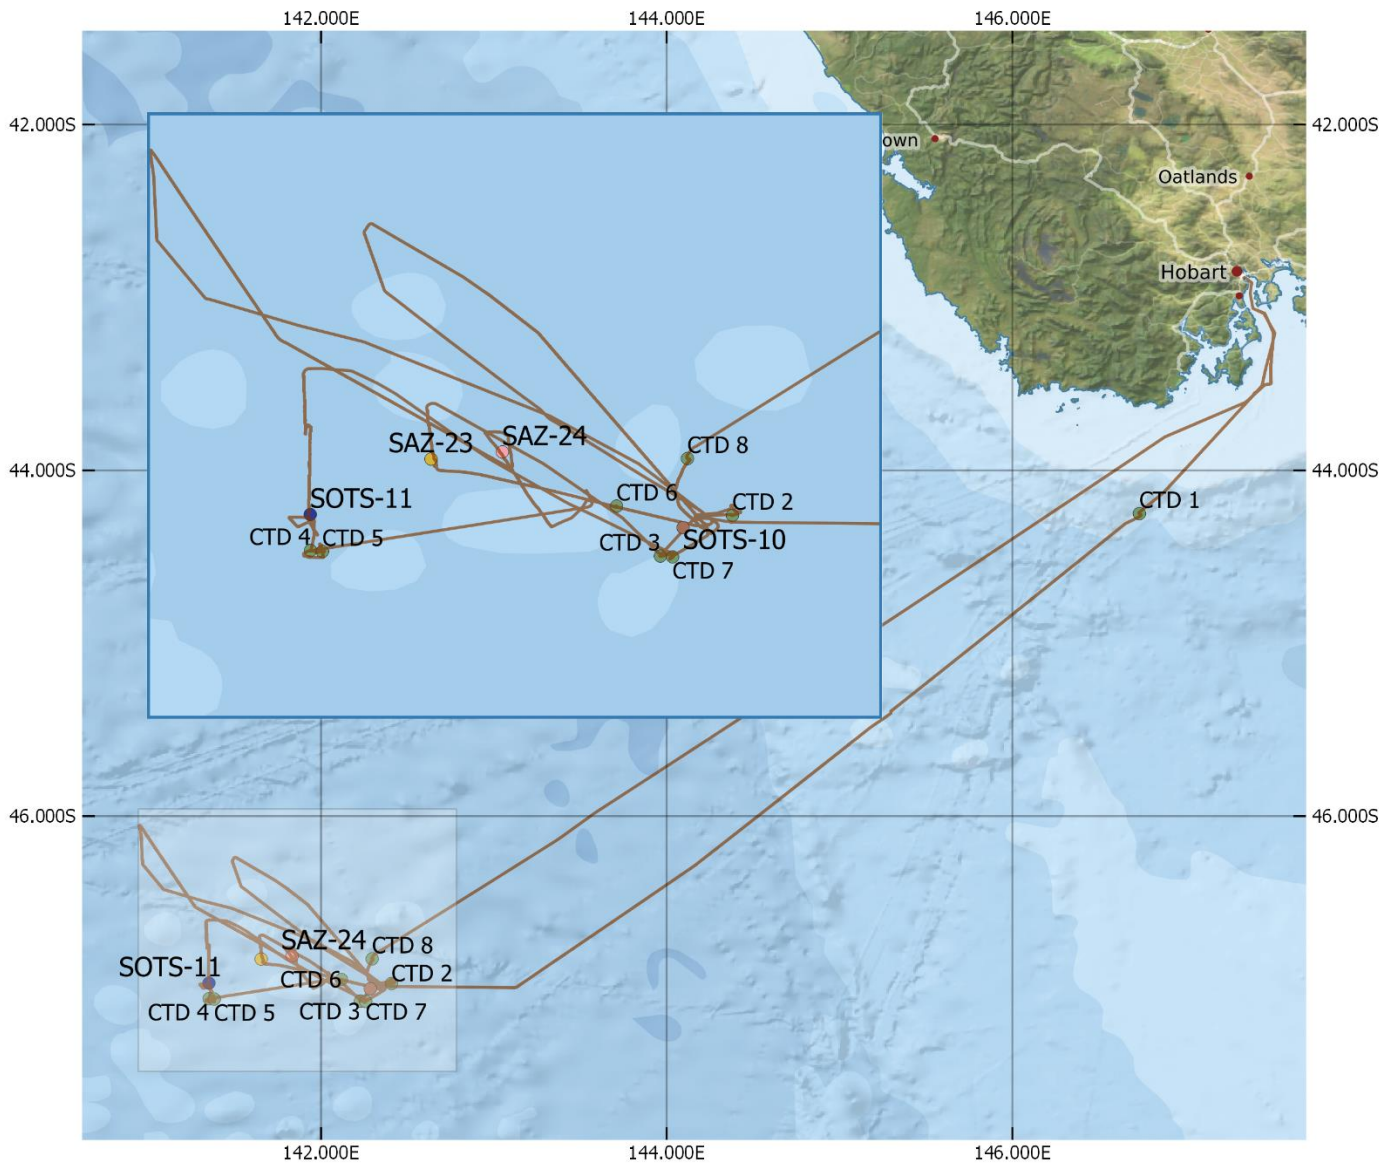 142.000E 144.000E 146.000E
42.000S 42.000S
own
Oatlands
Hobart
SAZ-23 SAZ-24
CTD 8
SOTS-11
CTD 6
CTD 2
CTD 4 CTD 5
CTD 3
SOTS-10
CTD 7
44.000S 44.000S
CTD 1
46.000S 46.000S
SAZ-24
CTD 8
SOTS-11
CTD 6
CTD 2
CTD 4 CTD 5
CTD 3 CTD 7
142.000E 144.000E 146.000E